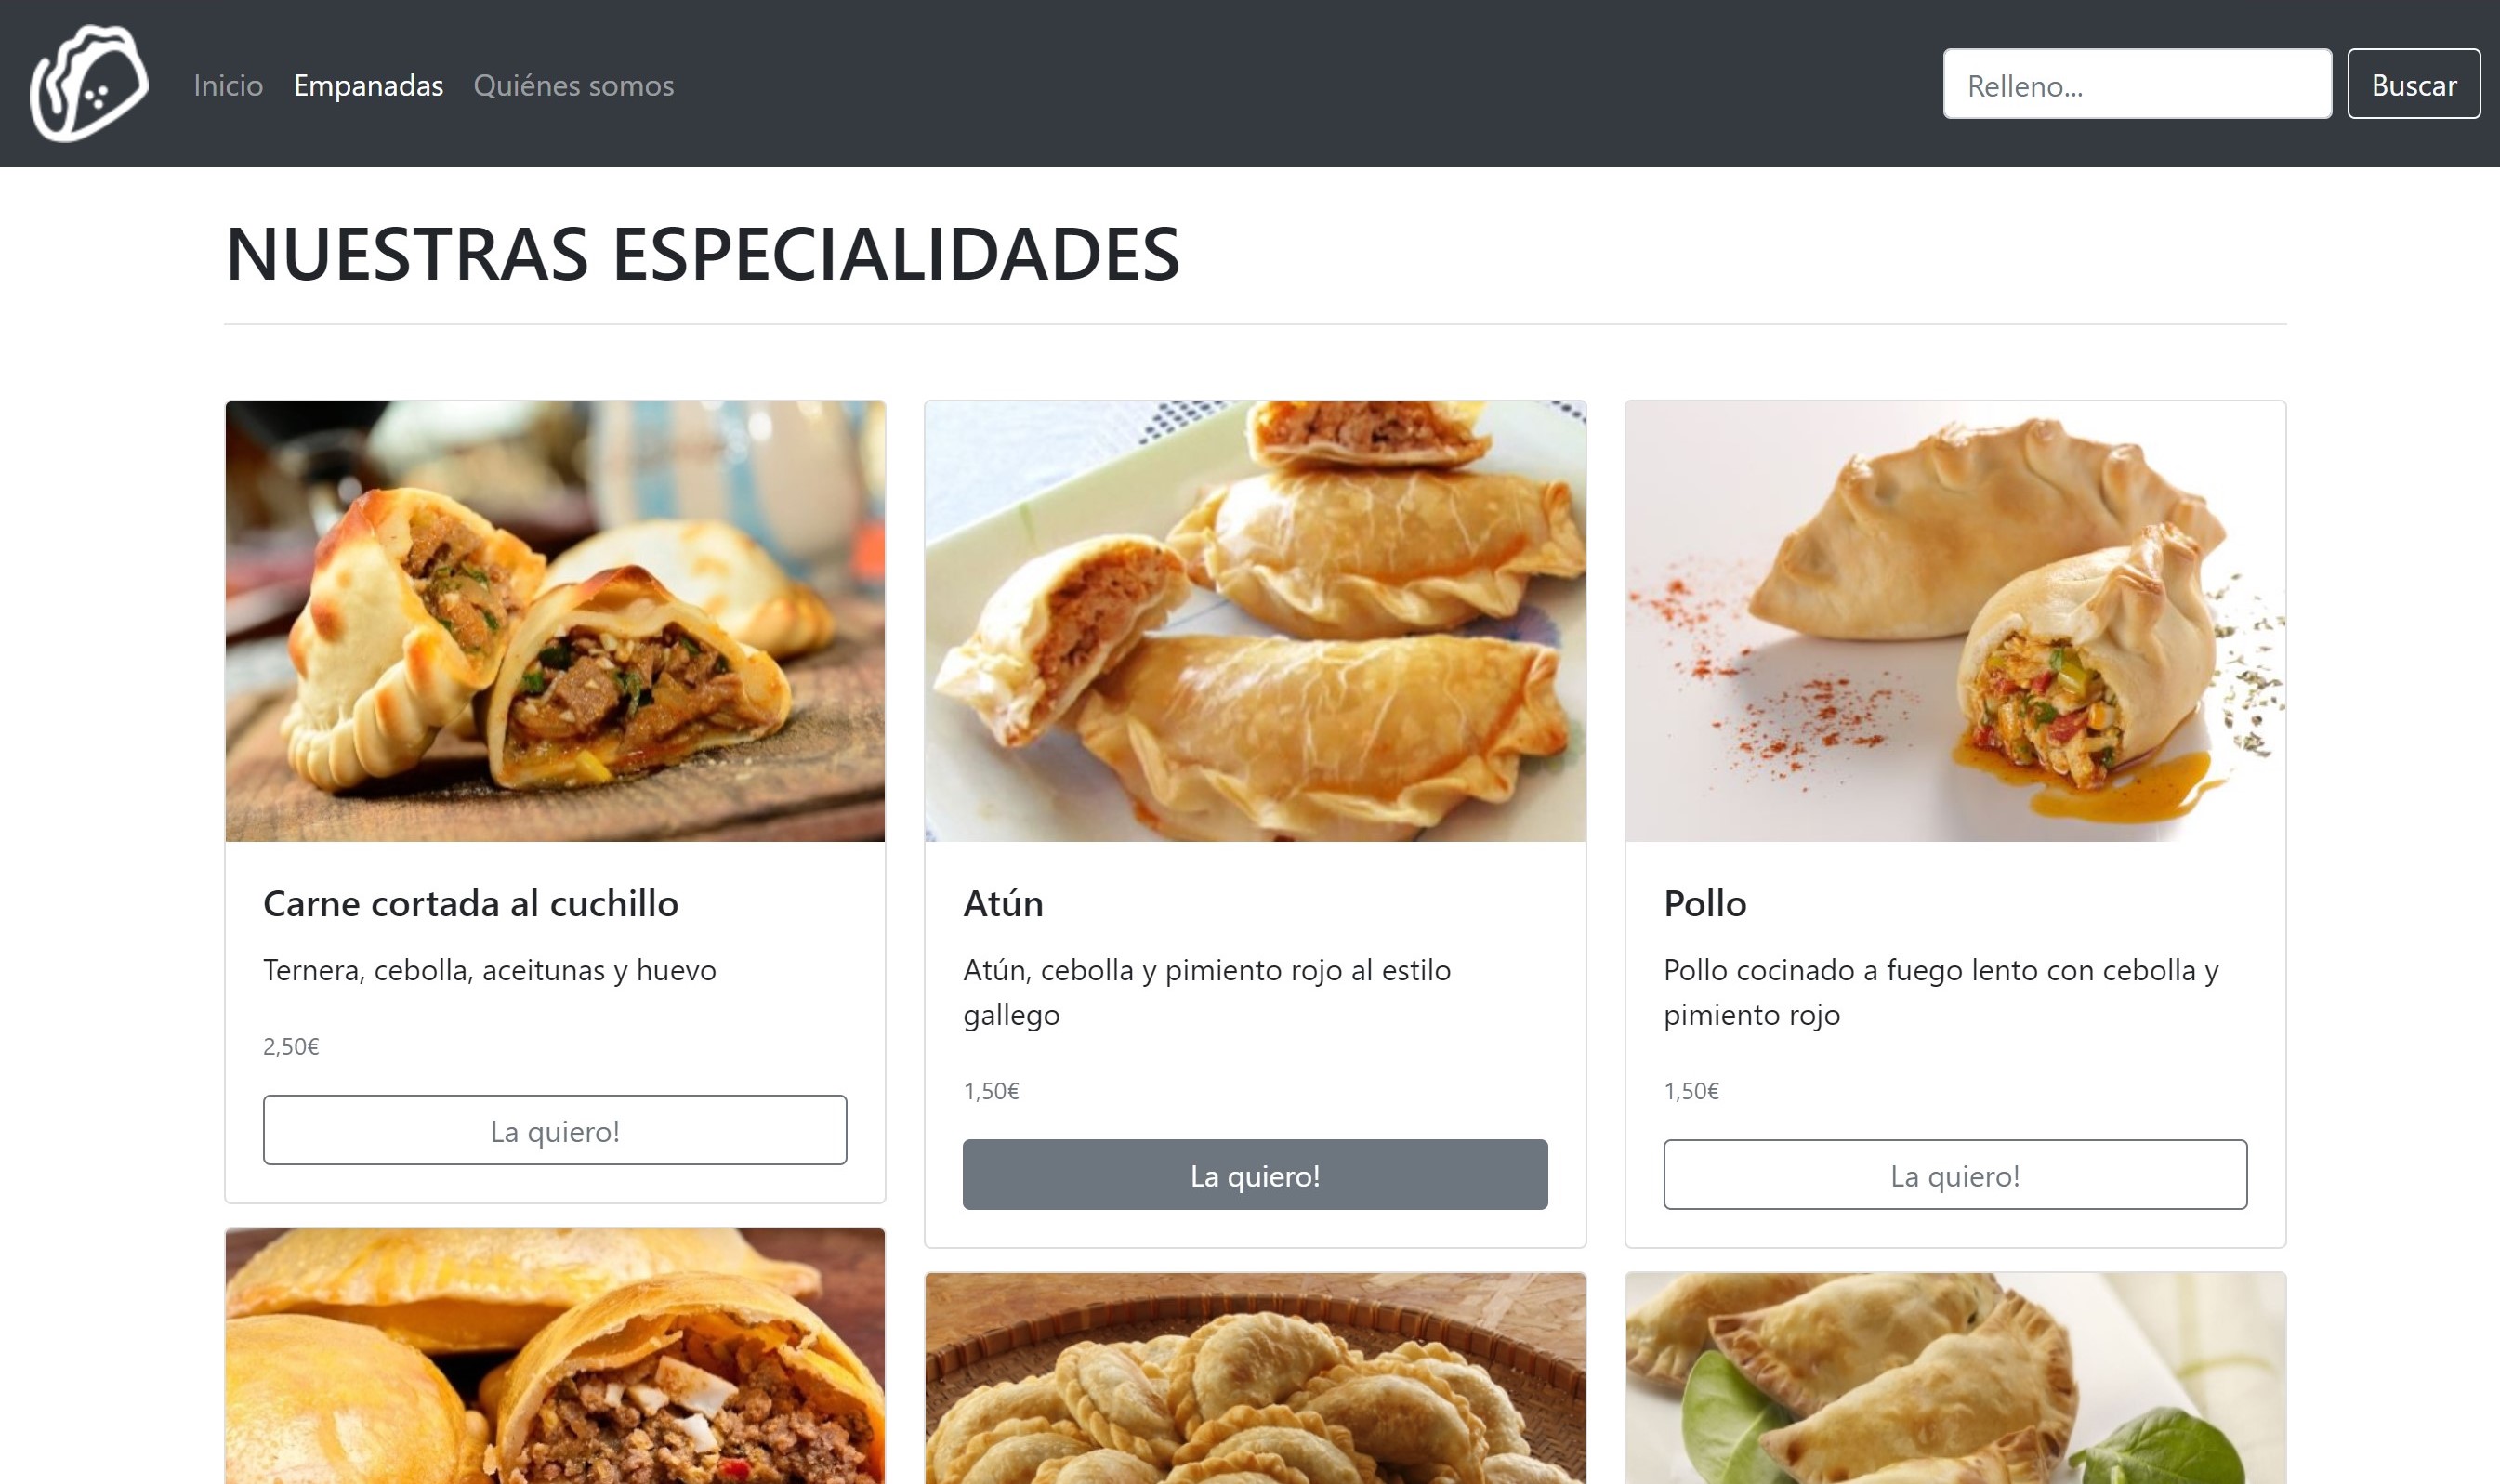 Inicio Empanadas Quiénes somos
Relleno... Buscar
NUESTRAS ESPECIALIDADES
Carne cortada al cuchillo
Ternera, cebolla, aceitunas y huevo
2,50€
La quiero!
Atún
Atún, cebolla y pimiento rojo al estilo
gallego
1,50€
La quiero!
Pollo
Pollo cocinado a fuego lento con cebolla y
pimiento rojo
1,50€
La quiero!